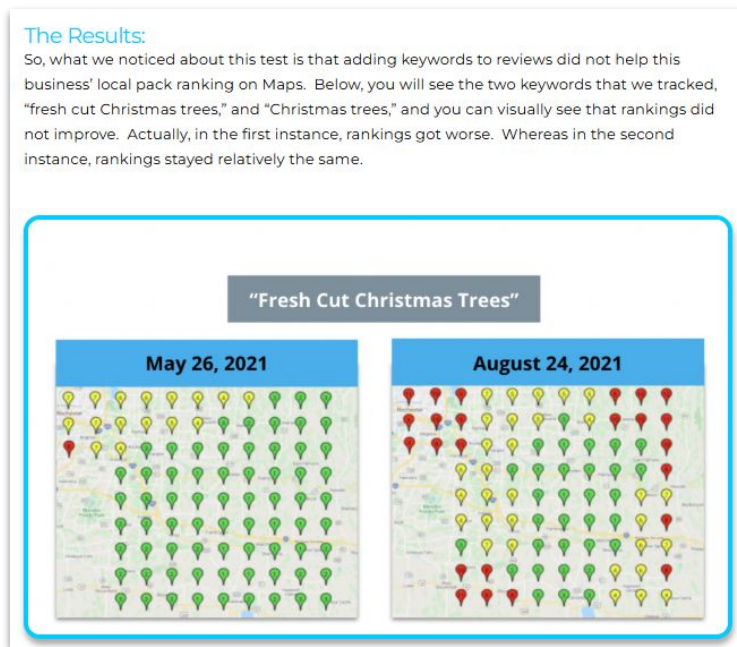 The Results:
So, what we noticed about this test is that adding keywords to reviews did not help this
business’ local pack ranking on Maps.  Below, you will see the two keywords that we tracked,
“fresh cut Christmas trees,” and “Christmas trees,” and you can visually see that rankings did
not improve.  Actually, in the first instance, rankings got worse.  Whereas in the second
instance, rankings stayed relatively the same.
“Fresh Cut Christmas Trees”
May 26, 2021
August 24, 2021